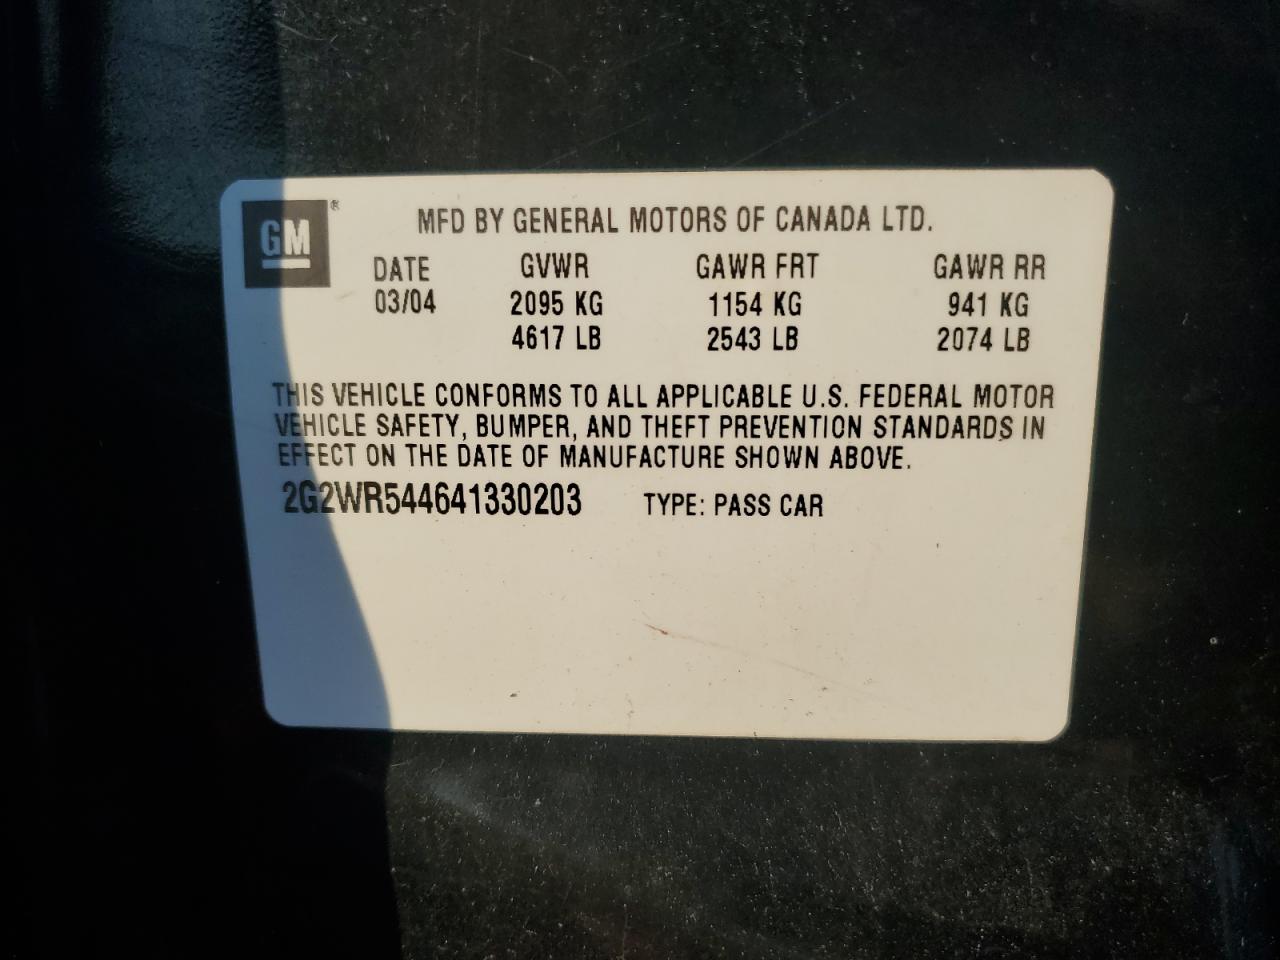 GM®
MFD BY GENERAL MOTORS OF CANADA LTD.
DATE GVWR GAWR FRT GAWR RR
03/04 2095 KG 1154 KG 941 KG
4617 LB 2543 LB 2074 LB
THIS VEHICLE CONFORMS TO ALL APPLICABLE U.S. FEDERAL MOTOR
VEHICLE SAFETY, BUMPER, AND THEFT PREVENTION STANDARDS IN
EFFECT ON THE DATE OF MANUFACTURE SHOWN ABOVE.
2G2WR544641330203 TYPE: PASS CAR